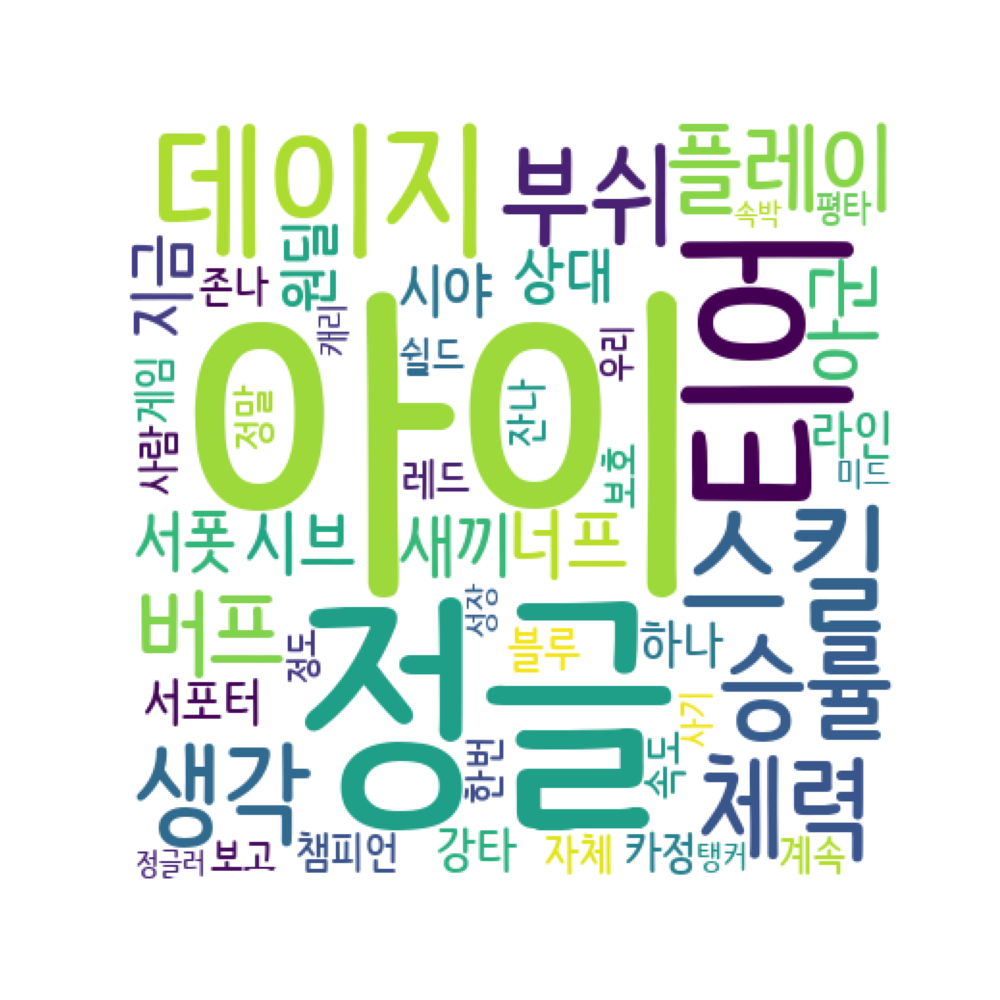 데이지
부쉬
플레이
속박
평타
지금
존나
원딜
시야
상대
티어
아군
캐리
쉴드
우리
아이
게임
정말
잔나
사람
레드
보호
라인
미드
서폿
시브
새끼
너프
스킬
버프
정도
성장
정글
블루
하나
승률
서포터
사기
생각
한번
속도
체력
정글러
보고
챔피언
강타
자체
카정
탱커
계속